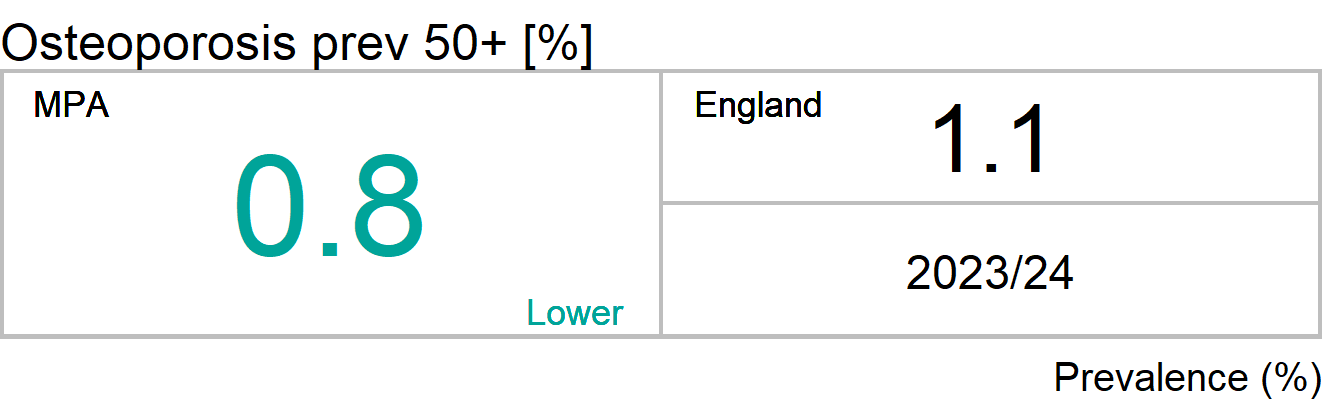 Osteoporosis prev 50+ [%]
MPA
0.8
Lower
England
1.1
2023/24
Prevalence (%)